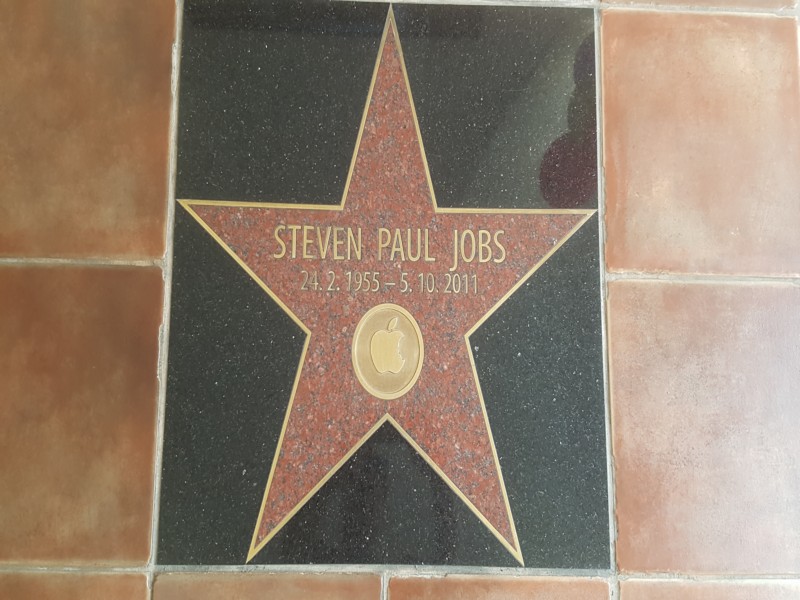 STEVEN PAUL JOBS
24. 2. 1955 – 5. 10. 2011